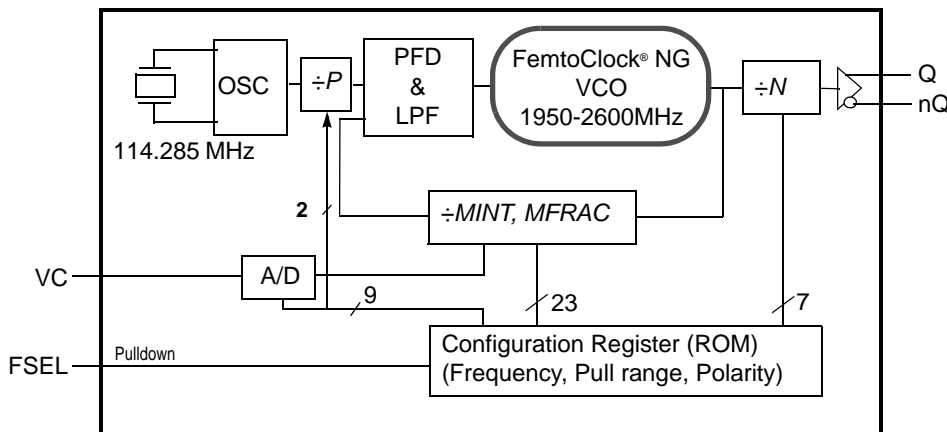 OSC
÷P
PFD
&
LPF
FemtoClock® NG
VCO
1950-2600MHz
÷N
Q
nQ
114.285 MHz
2
÷MINT, MFRAC
VC
A/D
9
23
7
FSEL
Pulldown
Configuration Register (ROM)
(Frequency, Pull range, Polarity)